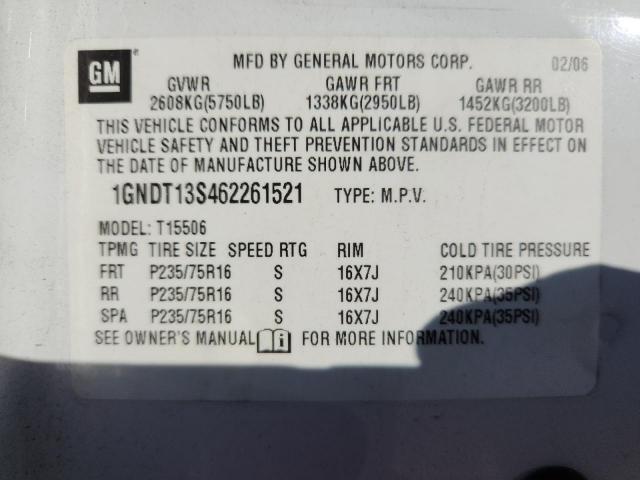 GM
MFD BY GENERAL MOTORS CORP. 02/06
GVWR GAWR FRT GAWR RR
2608KG(5750LB) 1338KG(2950LB) 1452KG(3200LB)
THIS VEHICLE CONFORMS TO ALL APPLICABLE U.S. FEDERAL MOTOR
VEHICLE SAFETY AND THEFT PREVENTION STANDARDS IN EFFECT ON
THE DATE OF MANUFACTURE SHOWN ABOVE.
1GNDT13S462261521 TYPE: M.P.V.
MODEL: T15506
TPMG TIRE SIZE SPEED RTG RIM COLD TIRE PRESSURE
FRT P235/75R16 S 16X7J 210KPA(30PSI)
RR P235/75R16 S 16X7J 240KPA(35PSI)
SPA P235/75R16 S 16X7J 240KPA(35PSI)
SEE OWNER'S MANUAL i FOR MORE INFORMATION.